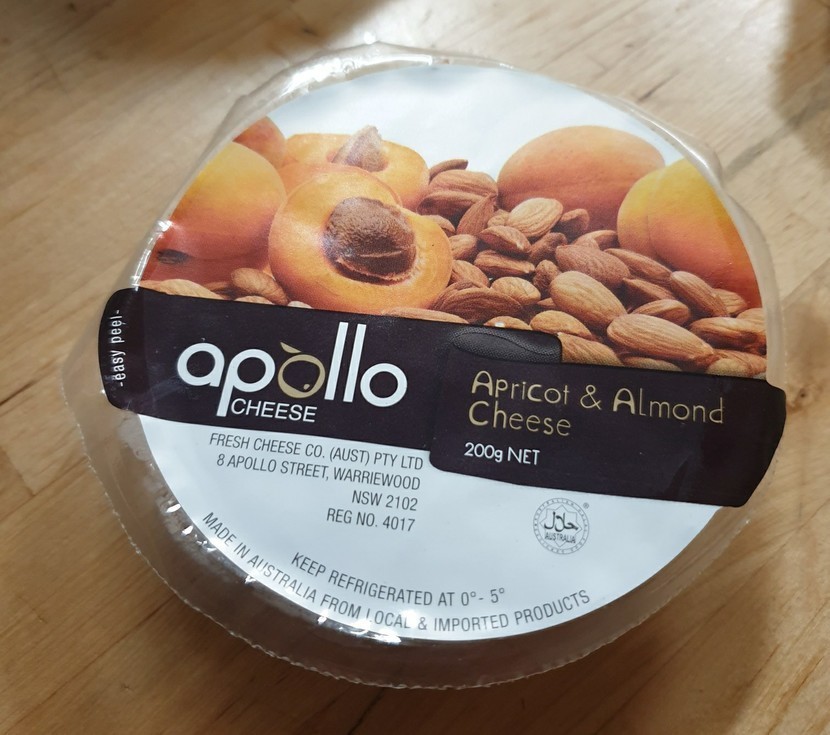 -easy peel-
apollo
CHEESE
Apricot & Almond
Cheese
200g NET
FRESH CHEESE CO. (AUST) PTY LTD
8 APOLLO STREET, WARRIEWOOD
NSW 2102
REG NO. 4017
حلال
AUSTRALIA
KEEP REFRIGERATED AT 0°- 5°
MADE IN AUSTRALIA FROM LOCAL & IMPORTED PRODUCTS